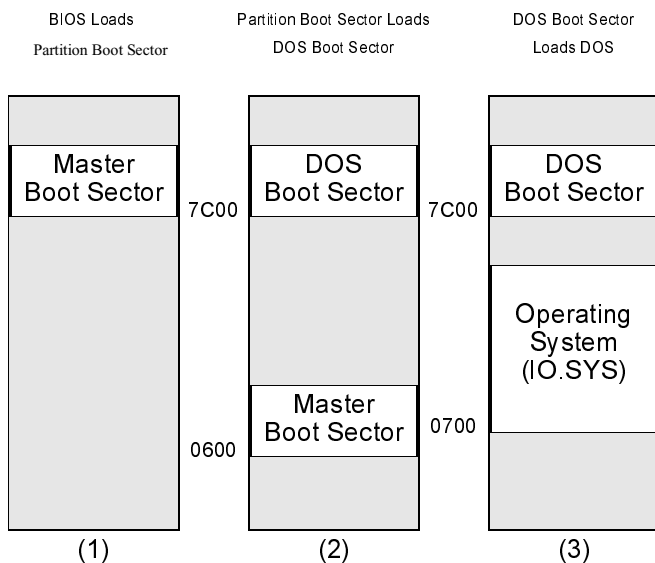 BIOS Loads
Partition Boot Sector
Partition Boot Sector Loads
DOS Boot Sector
DOS Boot Sector
Loads DOS
Master
Boot Sector
7C00
DOS
Boot Sector
7C00
DOS
Boot Sector
Operating
System
(IO.SYS)
Master
Boot Sector
0600
0700
(1)
(2)
(3)